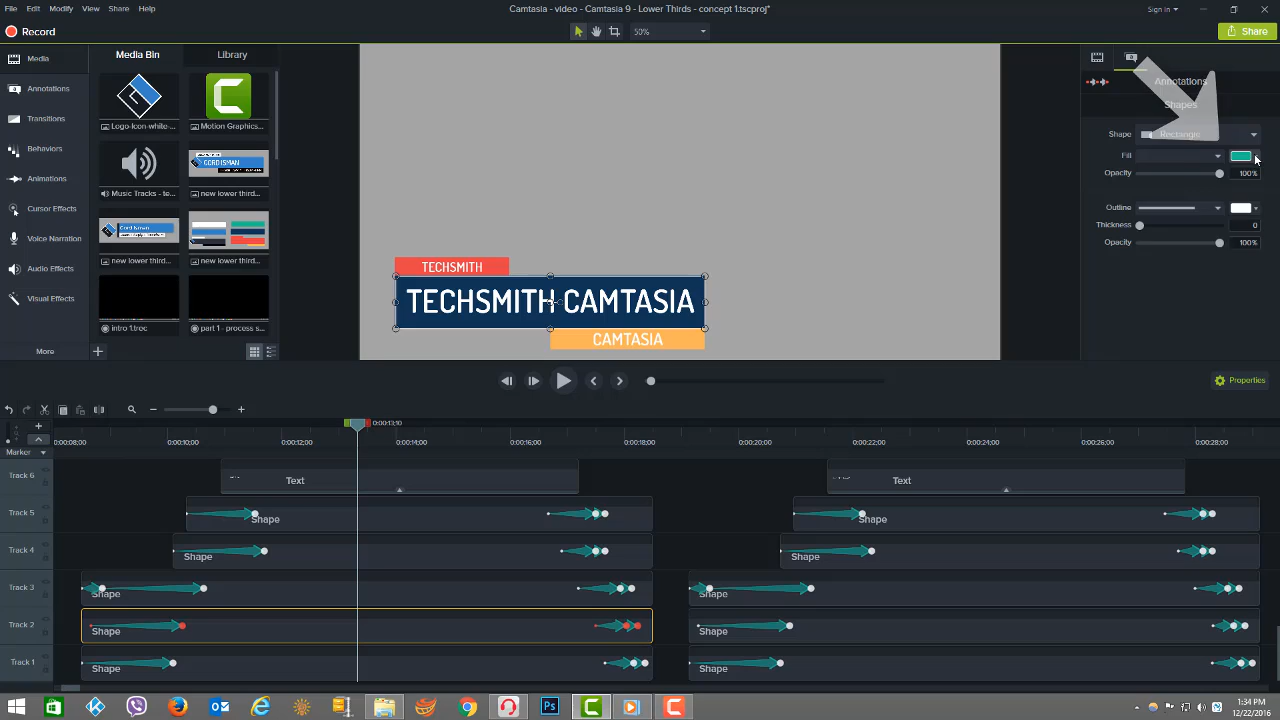 File Edit Modify View Share Help
Camtasia - video - Camtasia 9 - Lower Thirds - concept 1.tscproj*
Sign in
Record
50%
Share
Media
Annotations
Transitions
Behaviors
Animations
Cursor Effects
Voice Narration
Audio Effects
Visual Effects
More
Media Bin
Library
Logo-Icon-white-...
Motion Graphics...
Music Tracks - te...
new lower third...
new lower third...
new lower third...
intro 1.trec
part 1 - process s...
TECHSMITH
TECHSMITH CAMTASIA
CAMTASIA
Annotations
Shapes
Shape Rectangle
Fill
Opacity 100%
Outline
Thickness 0
100%
Properties
0:00:13;10
0:00:08;00 0:00:10;00 0:00:12;00 0:00:14;00 0:00:16;00 0:00:18;00 0:00:20;00 0:00:22;00 0:00:24;00 0:00:26;00 0:00:28;00
Marker
Track 6 Text Text
Track 5 Shape Shape
Track 4 Shape Shape
Track 3 Shape Shape
Track 2 Shape Shape
Track 1 Shape Shape
1:34 PM
12/22/2016